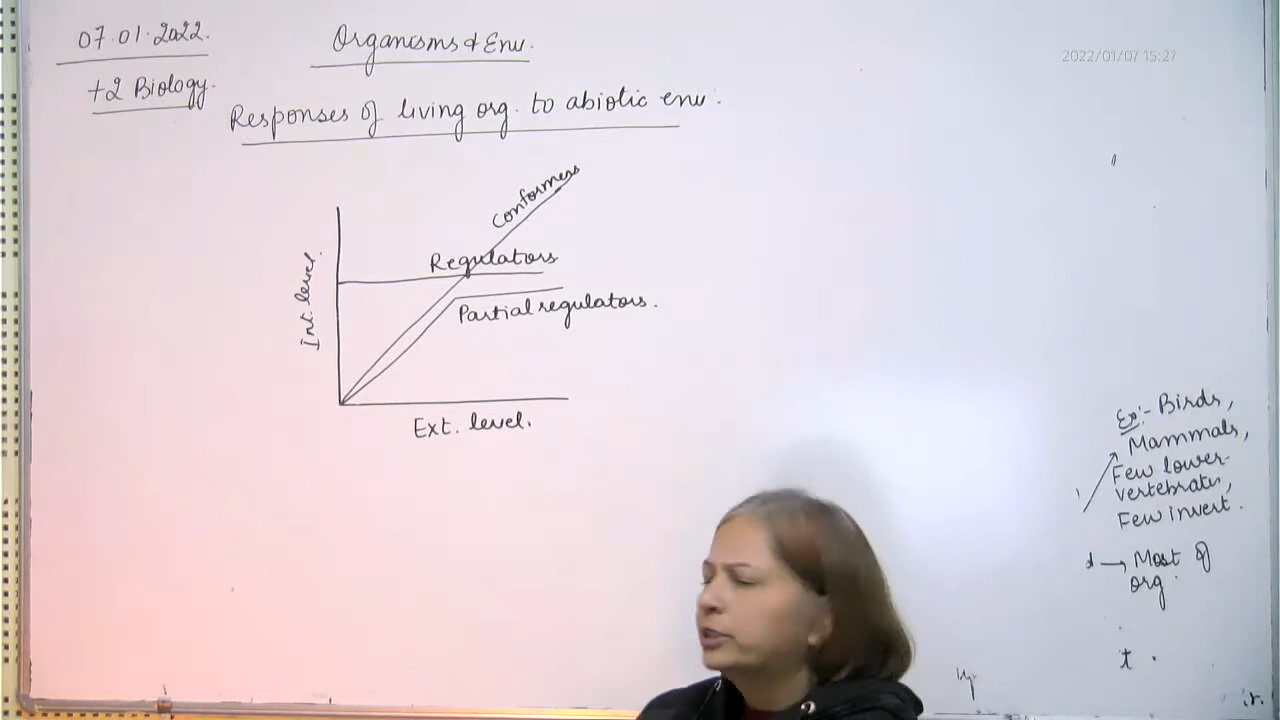 07.01.2022.
Organisms & Env.
2022/01/07 15:27
+2 Biology.
Responses of living org. to abiotic env.
Conformers
Regulators
Partial regulators.
Int. level.
Ext. level.
Ex:- Birds,
Mammals,
Few lower-
vertebrates,
Few invert.
→ Most of
org.